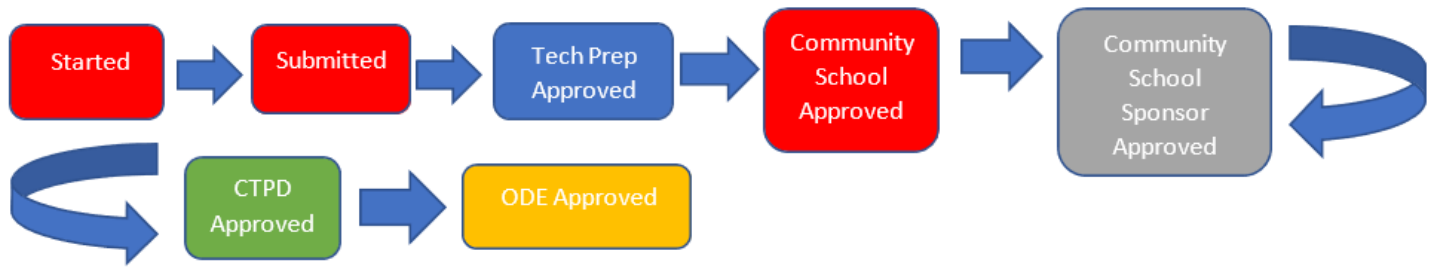 Started
Submitted
Tech Prep
Approved
Community
School
Approved
Community
School
Sponsor
Approved
CTPD
Approved
ODE Approved